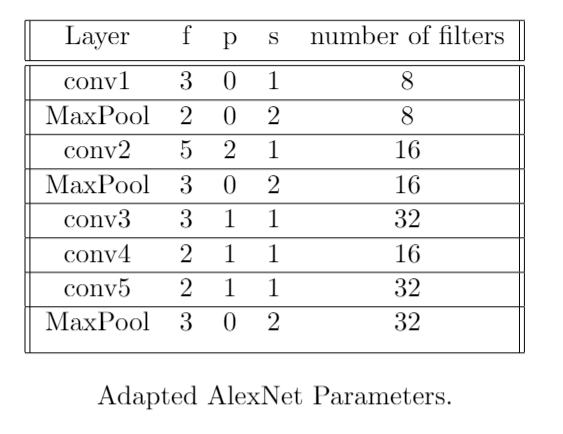 Layer f p s number of filters
conv1 3 0 1 8
MaxPool 2 0 2 8
conv2 5 2 1 16
MaxPool 3 0 2 16
conv3 3 1 1 32
conv4 2 1 1 16
conv5 2 1 1 32
MaxPool 3 0 2 32
Adapted AlexNet Parameters.